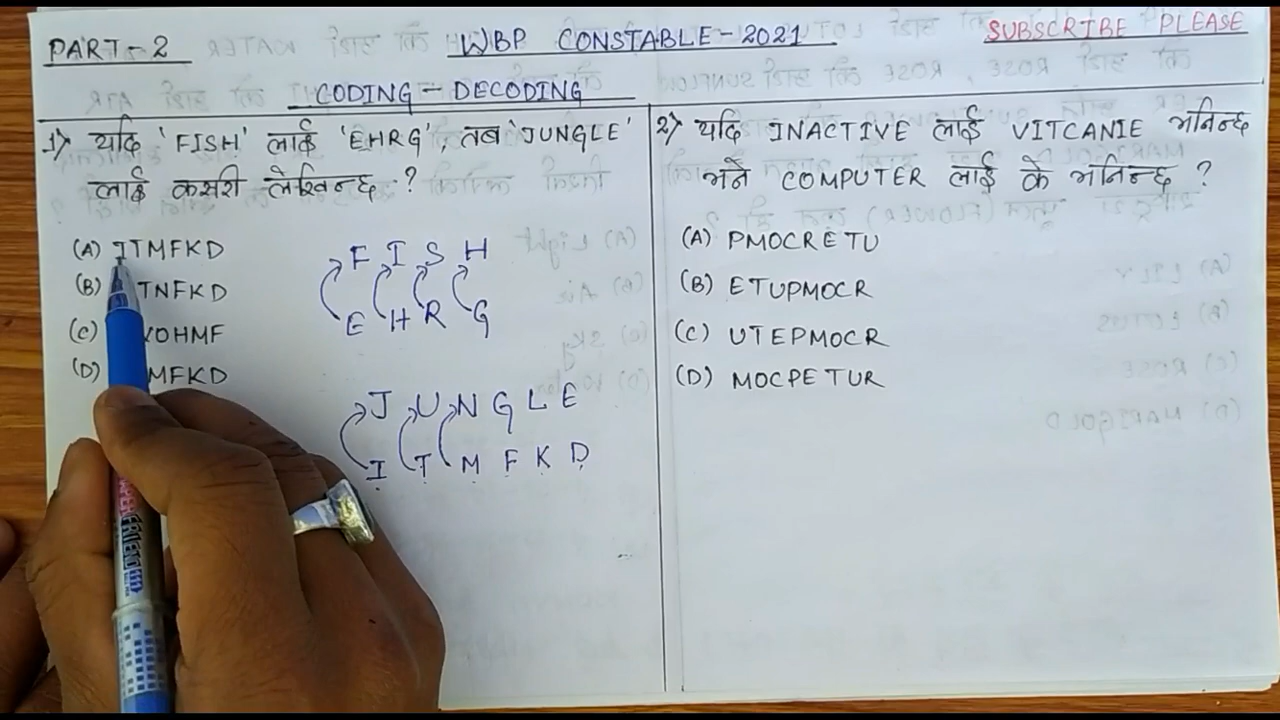 PART-2
WBP CONSTABLE-2021
SUBSCRIBE PLEASE
CODING-DECODING
1) यदि 'FISH' लाई 'EHRG', तब 'JUNGLE'
लाई कसरी लेखिन्छ ?
(A) ITMFKD
(B) TNFKD
(C) OHMF
(D) MFKD
F I S H
E H R G
J U N G L E
I T M F K D
2) यदि INACTIVE लाई VITCANIE भनिन्छ
भने COMPUTER लाई के भनिन्छ ?
(A) PMOCRETU
(B) ETUPMOCR
(C) UTEPMOCR
(D) MOCPETUR